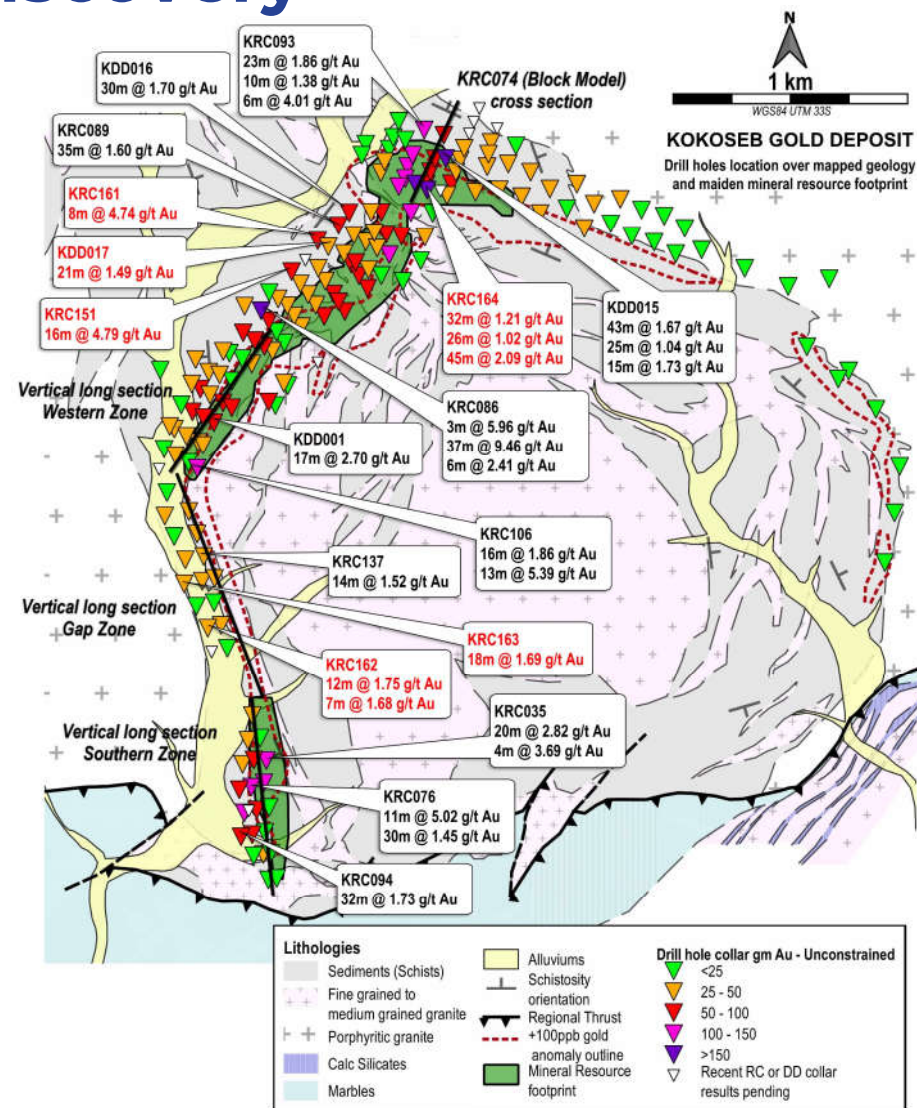 N
1 km
WGS84 UTM 33S
KOKOSEB GOLD DEPOSIT
Drill holes location over mapped geology
and maiden mineral resource footprint
KRC093
23m @ 1.86 g/t Au
10m @ 1.38 g/t Au
6m @ 4.01 g/t Au
KRC074 (Block Model)
cross section
KDD016
30m @ 1.70 g/t Au
KRC089
35m @ 1.60 g/t Au
KRC161
8m @ 4.74 g/t Au
KDD017
21m @ 1.49 g/t Au
KRC151
16m @ 4.79 g/t Au
KRC164
32m @ 1.21 g/t Au
26m @ 1.02 g/t Au
45m @ 2.09 g/t Au
KDD015
43m @ 1.67 g/t Au
25m @ 1.04 g/t Au
15m @ 1.73 g/t Au
Vertical long section
Western Zone
KRC086
3m @ 5.96 g/t Au
37m @ 9.46 g/t Au
6m @ 2.41 g/t Au
KDD001
17m @ 2.70 g/t Au
KRC106
16m @ 1.86 g/t Au
13m @ 5.39 g/t Au
KRC137
14m @ 1.52 g/t Au
Vertical long section
Gap Zone
KRC163
18m @ 1.69 g/t Au
KRC162
12m @ 1.75 g/t Au
7m @ 1.68 g/t Au
KRC035
20m @ 2.82 g/t Au
4m @ 3.69 g/t Au
Vertical long section
Southern Zone
KRC076
11m @ 5.02 g/t Au
30m @ 1.45 g/t Au
KRC094
32m @ 1.73 g/t Au
Lithologies
Sediments (Schists)
Fine grained to
medium grained granite
Porphyritic granite
Calc Silicates
Marbles
Alluviums
Schistosity
orientation
Regional Thrust
+100ppb gold
anomaly outline
Mineral Resource
footprint
Drill hole collar gm Au - Unconstrained
<25
25 - 50
50 - 100
100 - 150
>150
Recent RC or DD collar
results pending